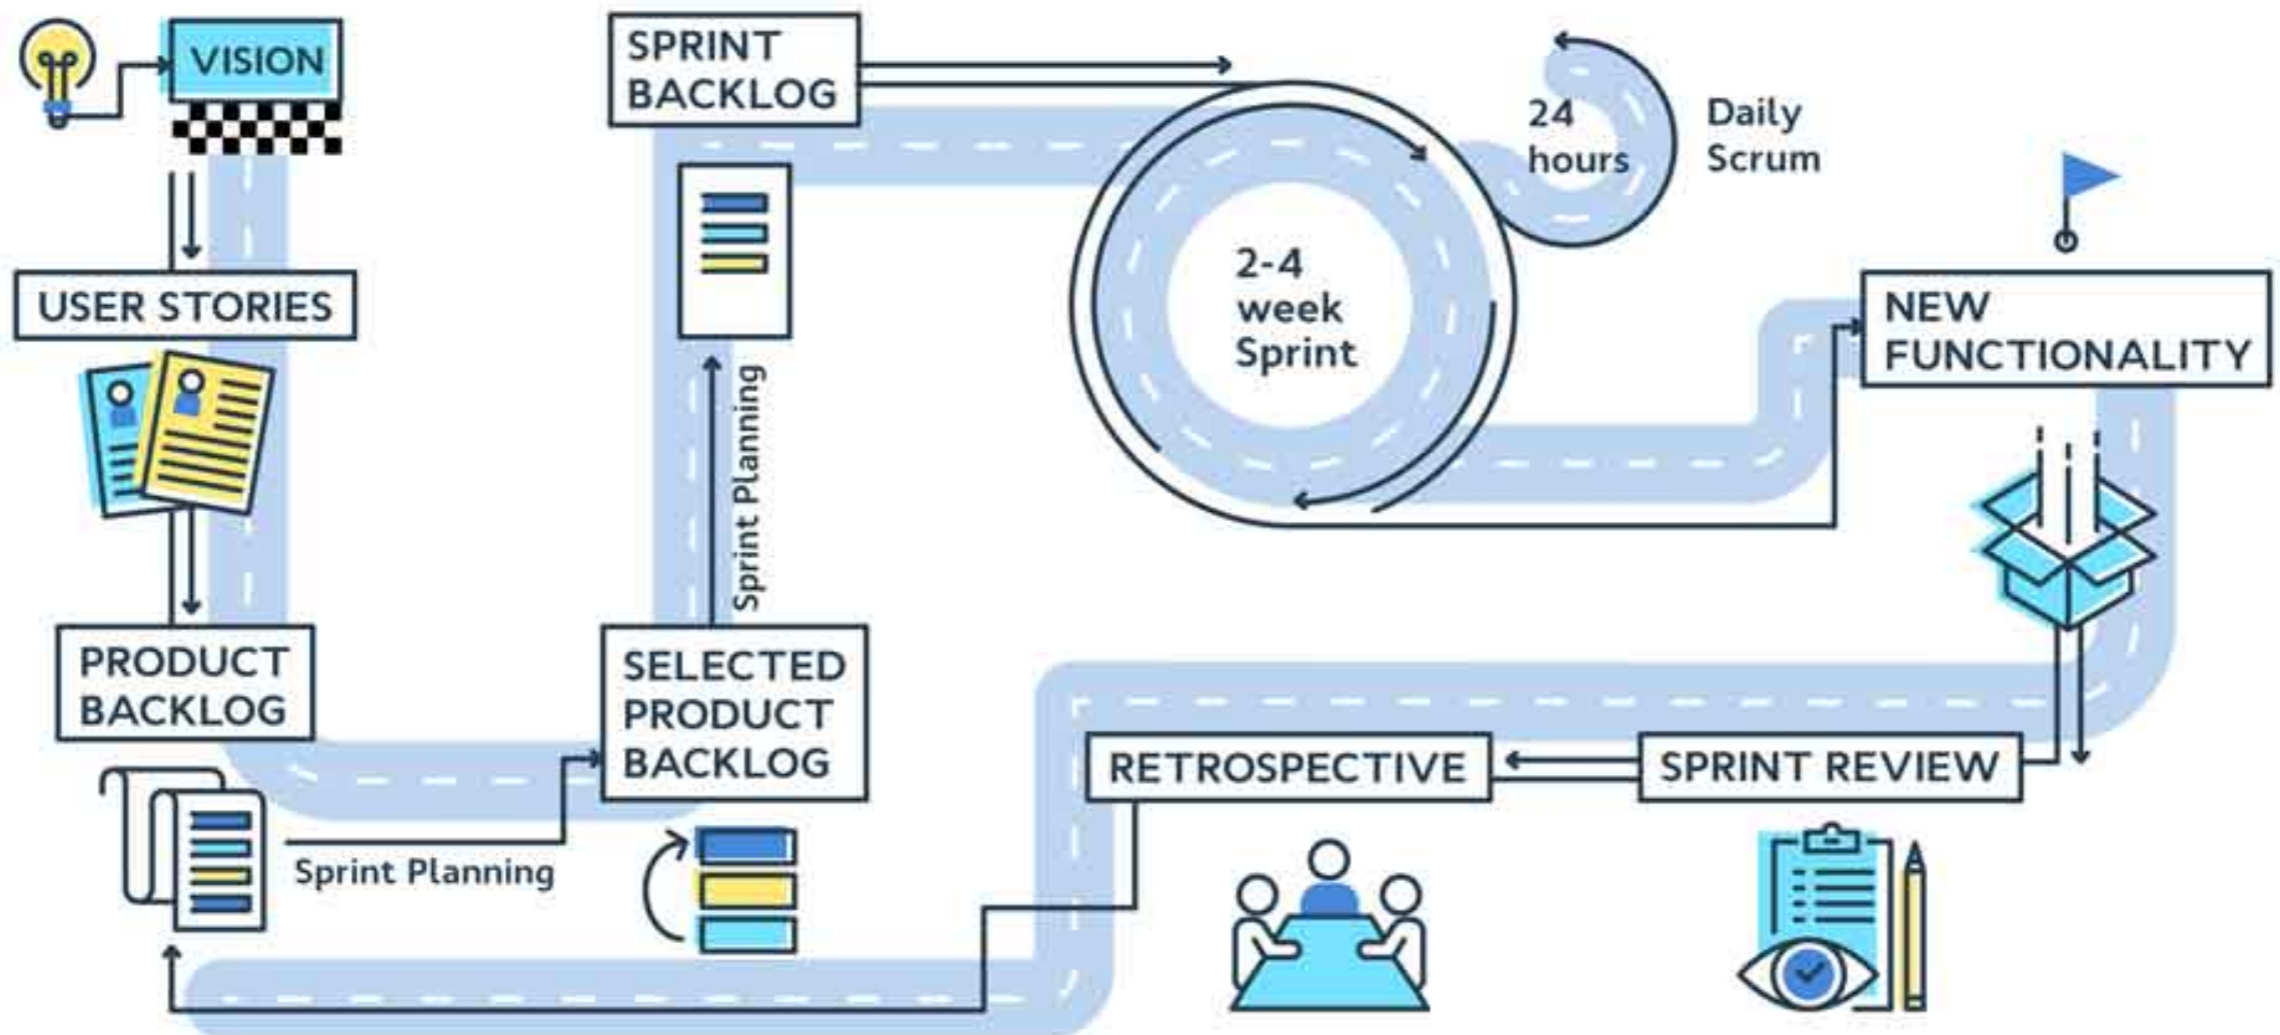 VISION
USER STORIES
PRODUCT
BACKLOG
Sprint Planning
SELECTED
PRODUCT
BACKLOG
Sprint Planning
SPRINT
BACKLOG
2-4
week
Sprint
24
hours
Daily
Scrum
NEW
FUNCTIONALITY
SPRINT REVIEW
RETROSPECTIVE